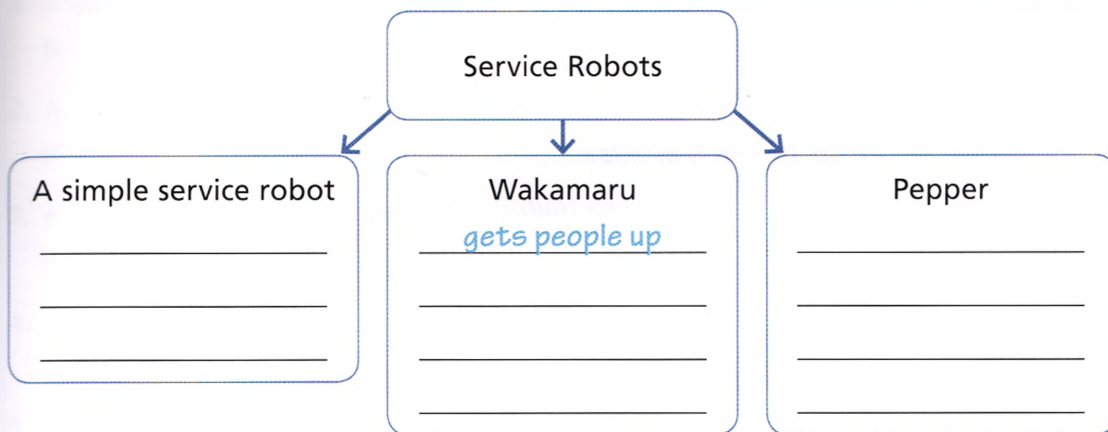 Service Robots
A simple service robot
Wakamaru
gets people up
Pepper